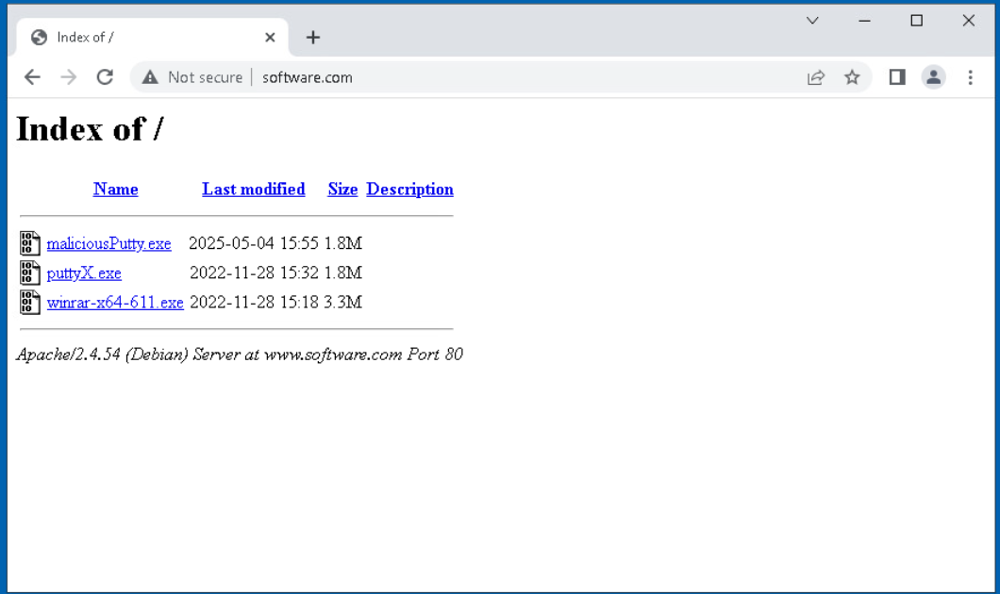 Index of /
Not secure | software.com
Index of /
Name Last modified Size Description
maliciousPutty.exe 2025-05-04 15:55 1.8M
puttyX.exe 2022-11-28 15:32 1.8M
winrar-x64-611.exe 2022-11-28 15:18 3.3M
Apache/2.4.54 (Debian) Server at www.software.com Port 80